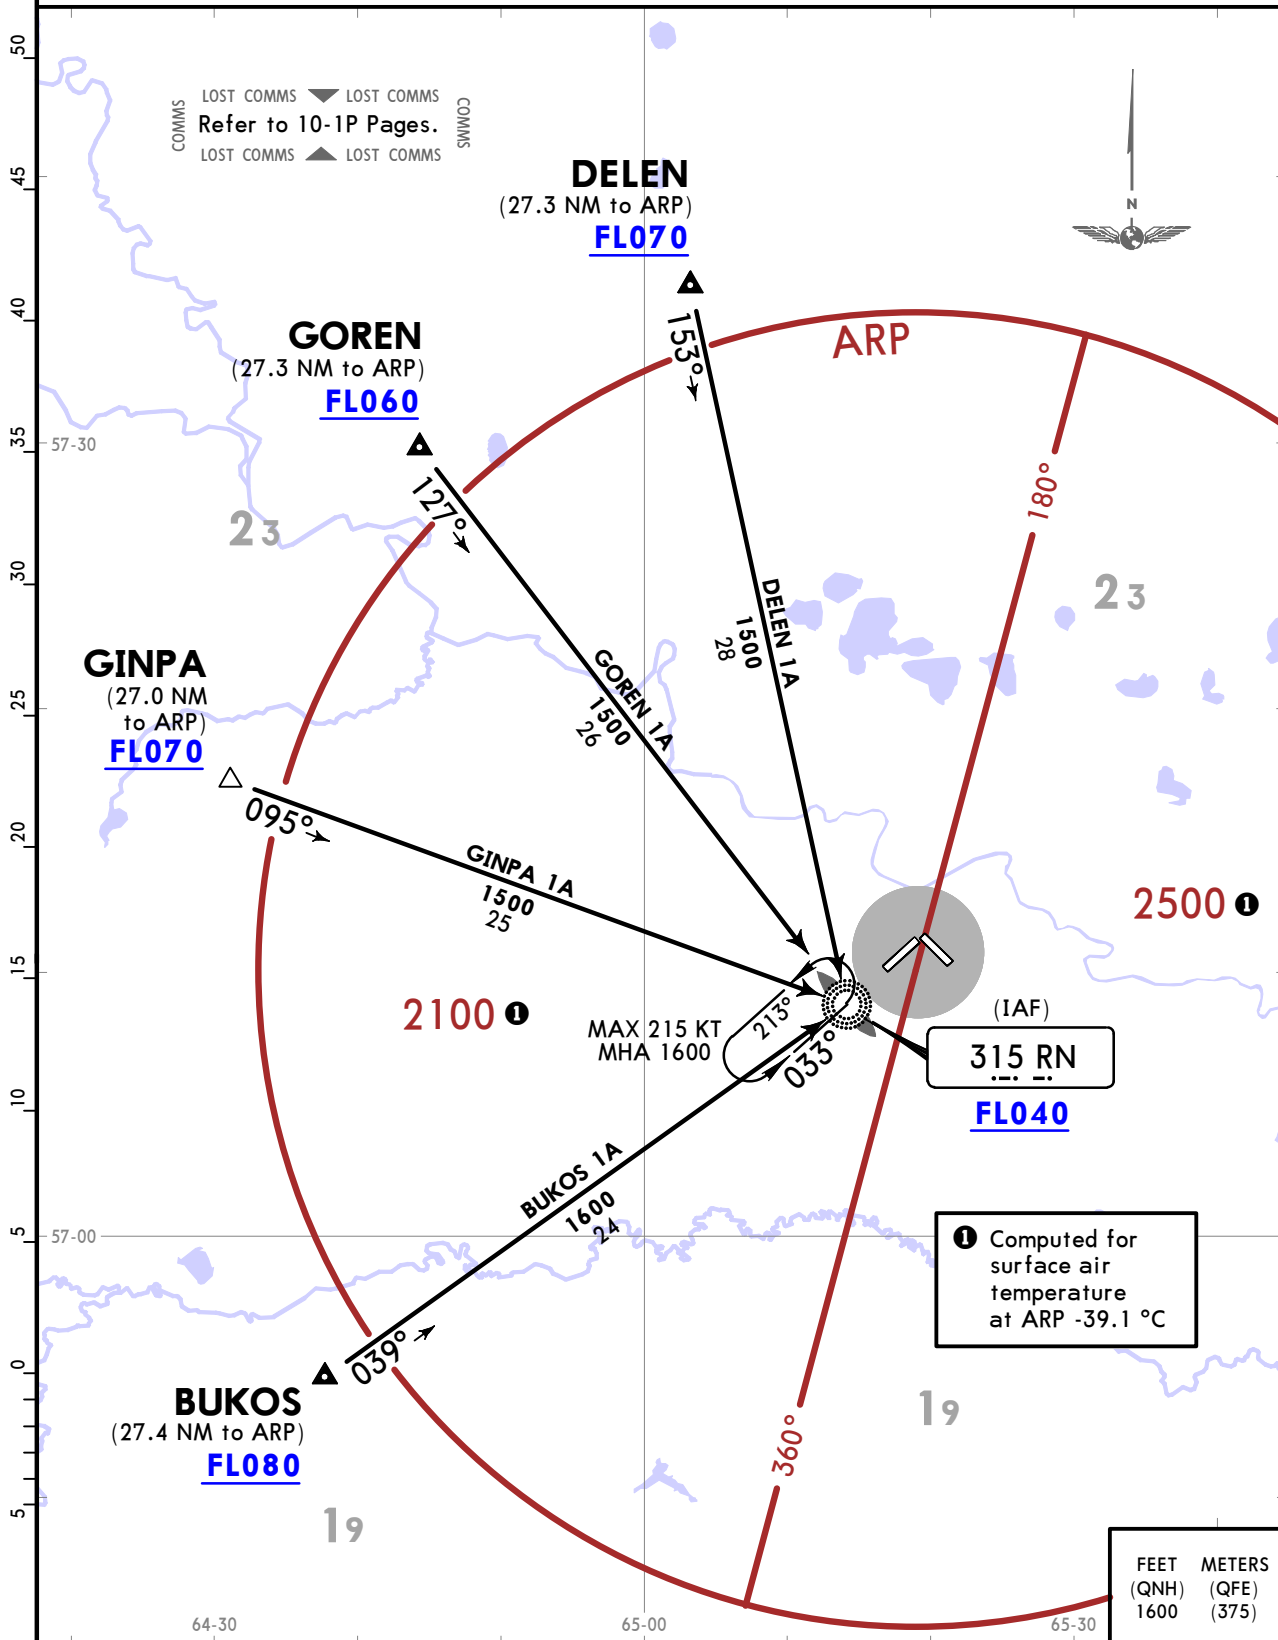 LOST COMMS LOST COMMS
COMMS
Refer to 10-1P Pages.
COMMS
LOST COMMS LOST COMMS
N
DELEN
(27.3 NM to ARP)
FL070
153°
DELEN 1A
1500
28
GOREN
(27.3 NM to ARP)
FL060
127°
GOREN 1A
1500
26
GINPA
(27.0 NM
to ARP)
FL070
095°
GINPA 1A
1500
25
ARP
180°
23
23
2500 1
2100 1
MAX 215 KT
MHA 1600
213°
033°
(IAF)
315 RN
FL040
BUKOS 1A
1600
24
039°
BUKOS
(27.4 NM to ARP)
FL080
1 Computed for
surface air
temperature
at ARP -39.1 °C
360°
19
19
FEET METERS
(QNH) (QFE)
1600 (375)
57-30
57-00
64-30
65-00
65-30
50
45
40
35
30
25
20
15
10
5
0
5